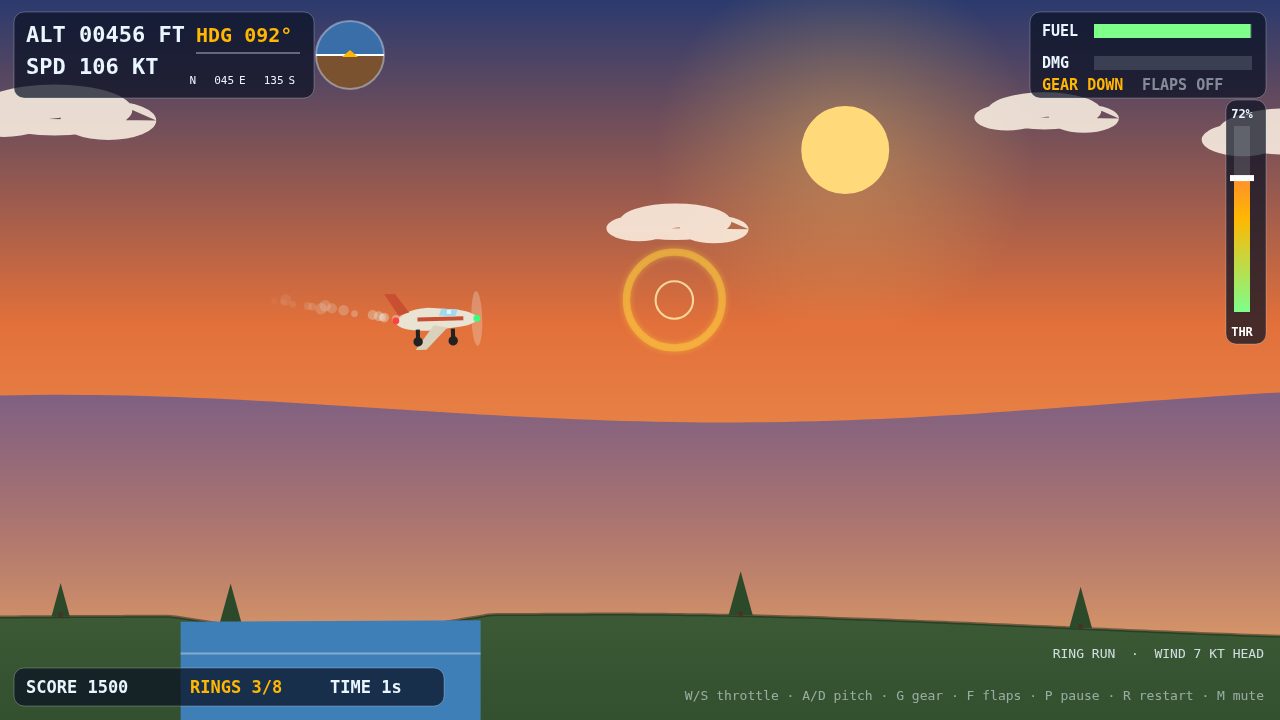 ALT 00456 FT HDG 092°
SPD 106 KT
N 045 E 135 S
FUEL
DMG
GEAR DOWN FLAPS OFF
72%
THR
RING RUN · WIND 7 KT HEAD
SCORE 1500 RINGS 3/8 TIME 1s
W/S throttle · A/D pitch · G gear · F flaps · P pause · R restart · M mute